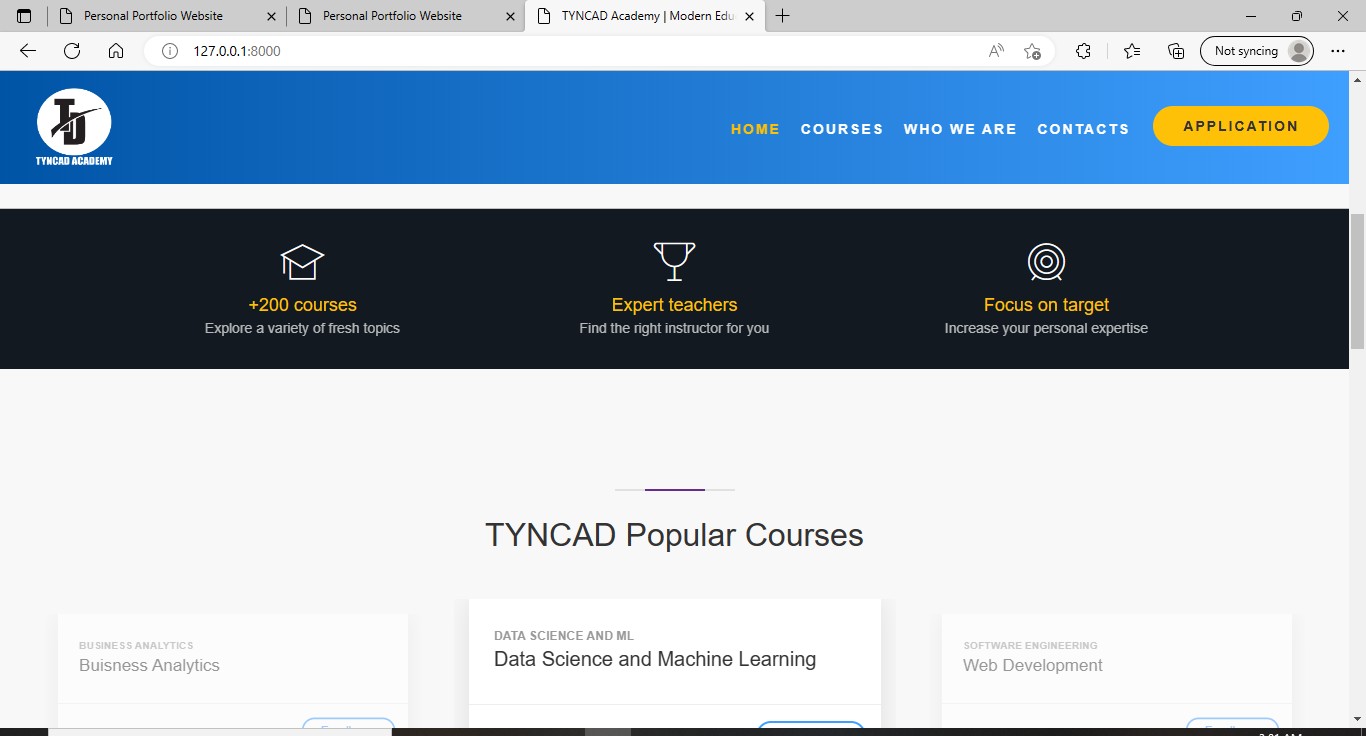 Personal Portfolio Website
Personal Portfolio Website
TYNCAD Academy | Modern Edu
127.0.0.1:8000
Not syncing
TD
TYNCAD ACADEMY
HOME COURSES WHO WE ARE CONTACTS APPLICATION
+200 courses
Explore a variety of fresh topics
Expert teachers
Find the right instructor for you
Focus on target
Increase your personal expertise
TYNCAD Popular Courses
BUSINESS ANALYTICS
Buisness Analytics
DATA SCIENCE AND ML
Data Science and Machine Learning
SOFTWARE ENGINEERING
Web Development